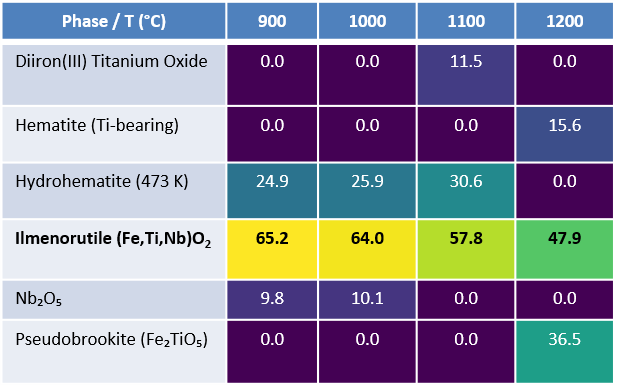 Phase / T (°C) 900 1000 1100 1200
Diiron(III) Titanium Oxide 0.0 0.0 11.5 0.0
Hematite (Ti-bearing) 0.0 0.0 0.0 15.6
Hydrohematite (473 K) 24.9 25.9 30.6 0.0
Ilmenorutile (Fe,Ti,Nb)O₂ 65.2 64.0 57.8 47.9
Nb₂O₅ 9.8 10.1 0.0 0.0
Pseudobrookite (Fe₂TiO₅) 0.0 0.0 0.0 36.5